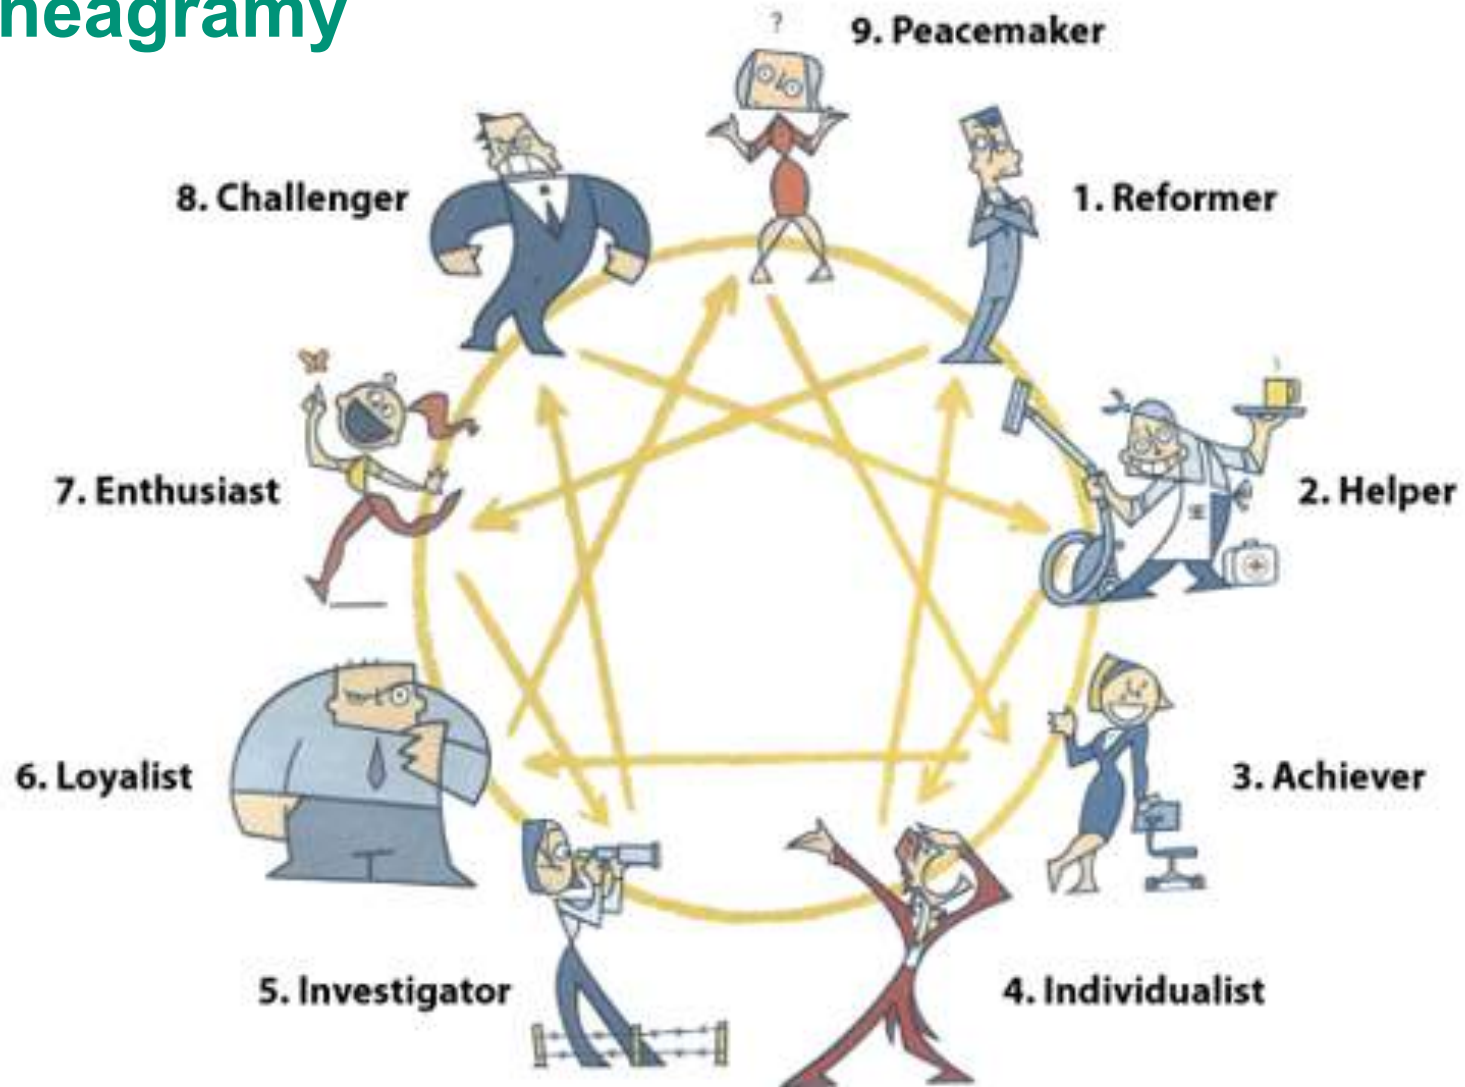 neagramy
?
9. Peacemaker
8. Challenger
1. Reformer
7. Enthusiast
2. Helper
6. Loyalist
3. Achiever
5. Investigator
4. Individualist